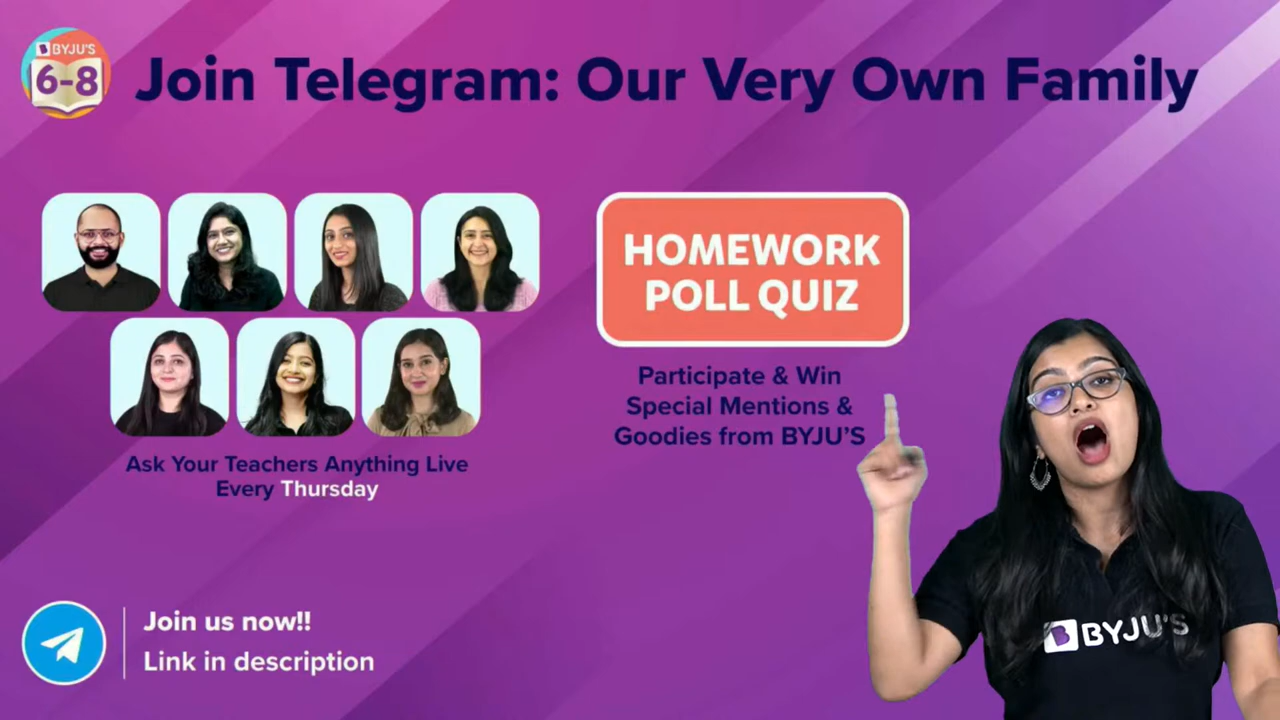 BYJU'S
6-8
Join Telegram: Our Very Own Family
HOMEWORK
POLL QUIZ
Participate & Win
Special Mentions &
Goodies from BYJU'S
Ask Your Teachers Anything Live
Every Thursday
Join us now!!
Link in description
BYJU'S